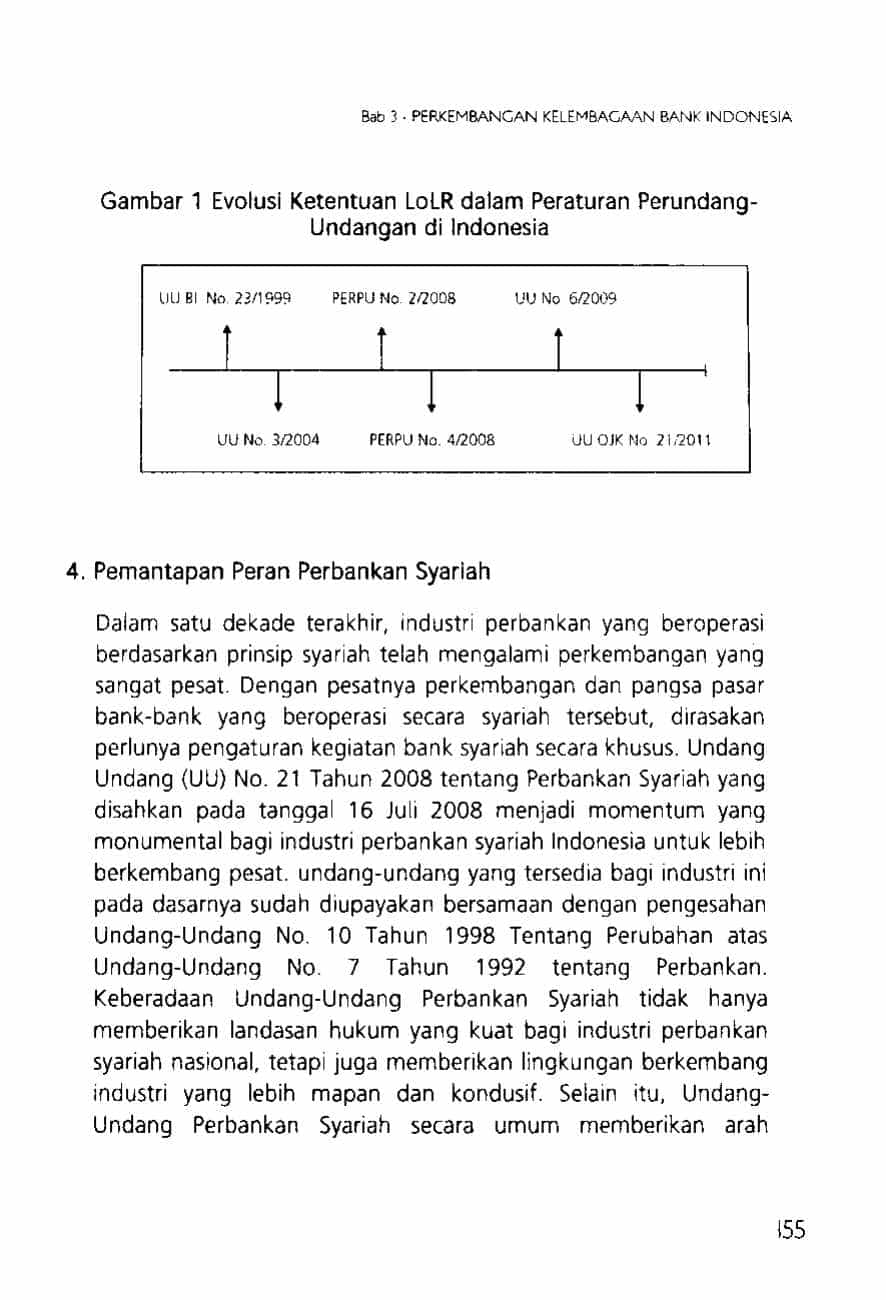 Bab 3 - PERKEMBANGAN KELEMBAGAAN BANK INDONESIA
Gambar 1 Evolusi Ketentuan LoLR dalam Peraturan Perundang-
Undangan di Indonesia
UU BI No. 23/1999 PERPU No. 2/2008 UU No 6/2009
UU No. 3/2004 PERPU No. 4/2008 UU OJK No 21/2011
4. Pemantapan Peran Perbankan Syariah
Dalam satu dekade terakhir, industri perbankan yang beroperasi
berdasarkan prinsip syariah telah mengalami perkembangan yang
sangat pesat. Dengan pesatnya perkembangan dan pangsa pasar
bank-bank yang beroperasi secara syariah tersebut, dirasakan
perlunya pengaturan kegiatan bank syariah secara khusus. Undang
Undang (UU) No. 21 Tahun 2008 tentang Perbankan Syariah yang
disahkan pada tanggal 16 Juli 2008 menjadi momentum yang
monumental bagi industri perbankan syariah Indonesia untuk lebih
berkembang pesat. undang-undang yang tersedia bagi industri ini
pada dasarnya sudah diupayakan bersamaan dengan pengesahan
Undang-Undang No. 10 Tahun 1998 Tentang Perubahan atas
Undang-Undang No. 7 Tahun 1992 tentang Perbankan.
Keberadaan Undang-Undang Perbankan Syariah tidak hanya
memberikan landasan hukum yang kuat bagi industri perbankan
syariah nasional, tetapi juga memberikan lingkungan berkembang
industri yang lebih mapan dan kondusif. Selain itu, Undang-
Undang Perbankan Syariah secara umum memberikan arah
155